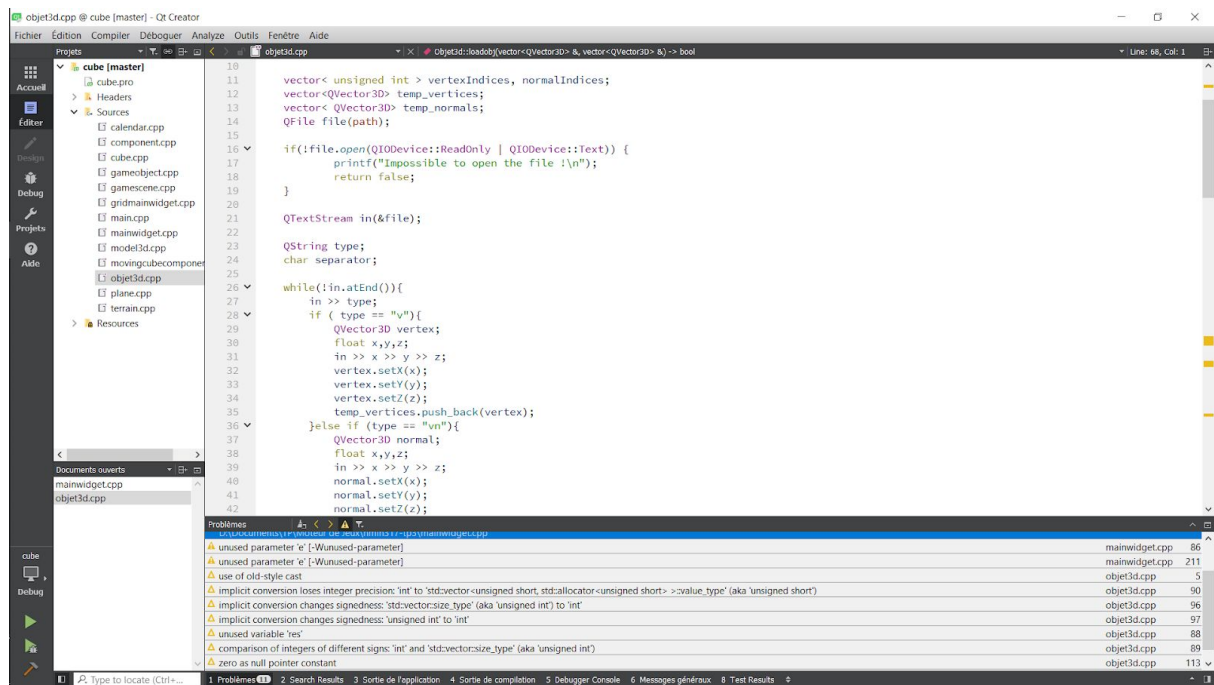 objet3d.cpp @ cube [master] - Qt Creator
Fichier Édition Compiler Déboguer Analyze Outils Fenêtre Aide
Projets
objet3d.cpp
Objet3d::loadobj(vector<QVector3D> &, vector<QVector3D> &) -> bool
Line: 68, Col: 1
Accueil
Éditer
Design
Debug
Projets
Aide
cube [master]
cube.pro
Headers
Sources
calendar.cpp
component.cpp
cube.cpp
gameobject.cpp
gamescene.cpp
gridmainwidget.cpp
main.cpp
mainwidget.cpp
model3d.cpp
movingcubecomponer
objet3d.cpp
plane.cpp
terrain.cpp
Resources
Documents ouverts
mainwidget.cpp
objet3d.cpp
cube
Debug
10
11 vector< unsigned int > vertexIndices, normalIndices;
12 vector<QVector3D> temp_vertices;
13 vector< QVector3D> temp_normals;
14 QFile file(path);
15
16 if(!file.open(QIODevice::ReadOnly | QIODevice::Text)) {
17 printf("Impossible to open the file !\n");
18 return false;
19 }
20
21 QTextStream in(&file);
22
23 QString type;
24 char separator;
25
26 while(!in.atEnd()){
27 in >> type;
28 if ( type == "v"){
29 QVector3D vertex;
30 float x,y,z;
31 in >> x >> y >> z;
32 vertex.setX(x);
33 vertex.setY(y);
34 vertex.setZ(z);
35 temp_vertices.push_back(vertex);
36 }else if (type == "vn"){
37 QVector3D normal;
38 float x,y,z;
39 in >> x >> y >> z;
40 normal.setX(x);
41 normal.setY(y);
42 normal.setZ(z);
Problèmes
D:\Documents\TP\Moteur de Jeux\hmin317-tp3\mainwidget.cpp
unused parameter 'e' [-Wunused-parameter] mainwidget.cpp 86
unused parameter 'e' [-Wunused-parameter] mainwidget.cpp 211
use of old-style cast objet3d.cpp 5
implicit conversion loses integer precision: 'int' to 'std::vector<unsigned short, std::allocator<unsigned short> >::value_type' (aka 'unsigned short') objet3d.cpp 90
implicit conversion changes signedness: 'std::vector::size_type' (aka 'unsigned int') to 'int' objet3d.cpp 96
implicit conversion changes signedness: 'unsigned int' to 'int' objet3d.cpp 97
unused variable 'res' objet3d.cpp 88
comparison of integers of different signs: 'int' and 'std::vector::size_type' (aka 'unsigned int') objet3d.cpp 89
zero as null pointer constant objet3d.cpp 113
Type to locate (Ctrl+...
1 Problèmes 11 2 Search Results 3 Sortie de l'application 4 Sortie de compilation 5 Debugger Console 6 Messages généraux 8 Test Results